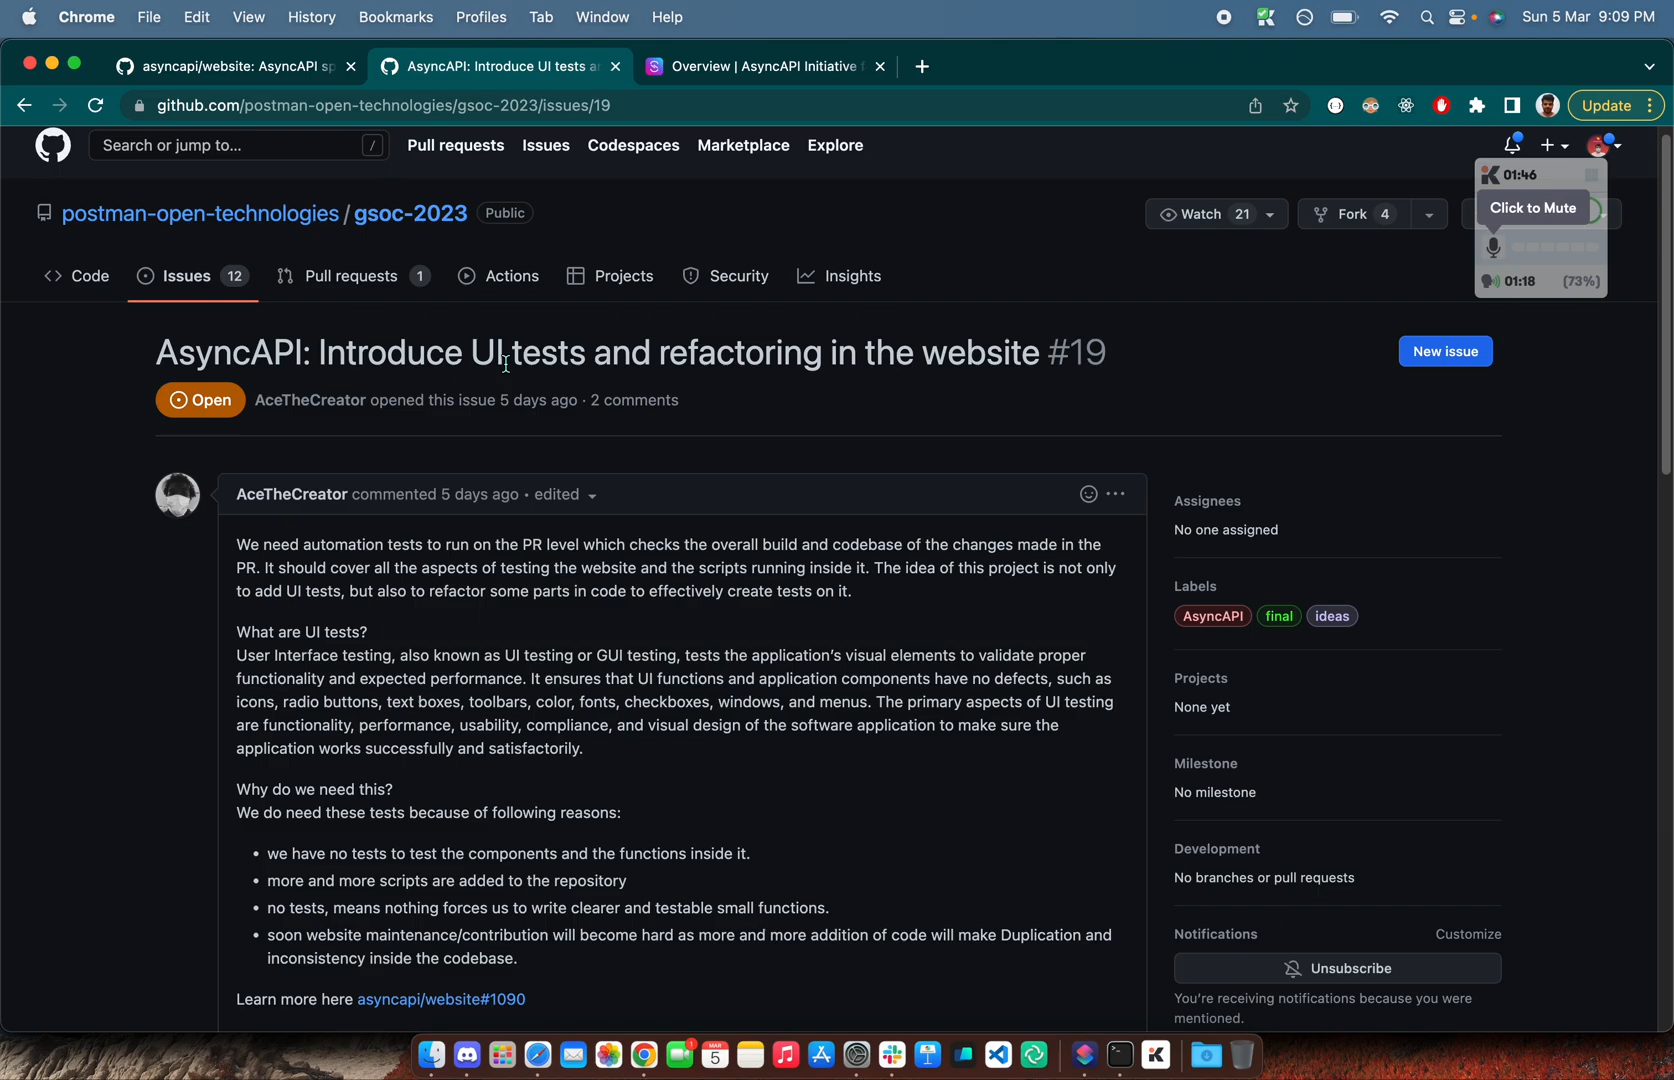 Chrome File Edit View History Bookmarks Profiles Tab Window Help Sun 5 Mar 9:09 PM
asyncapi/website: AsyncAPI sp AsyncAPI: Introduce UI tests a Overview | AsyncAPI Initiative
github.com/postman-open-technologies/gsoc-2023/issues/19 Update
Search or jump to... / Pull requests Issues Codespaces Marketplace Explore
01:46
Click to Mute
01:18 (73%)
postman-open-technologies / gsoc-2023 Public Watch 21 Fork 4
Code Issues 12 Pull requests 1 Actions Projects Security Insights
AsyncAPI: Introduce UI tests and refactoring in the website #19
New issue
Open AceTheCreator opened this issue 5 days ago · 2 comments
AceTheCreator commented 5 days ago • edited
We need automation tests to run on the PR level which checks the overall build and codebase of the changes made in the
PR. It should cover all the aspects of testing the website and the scripts running inside it. The idea of this project is not only
to add UI tests, but also to refactor some parts in code to effectively create tests on it.
What are UI tests?
User Interface testing, also known as UI testing or GUI testing, tests the application's visual elements to validate proper
functionality and expected performance. It ensures that UI functions and application components have no defects, such as
icons, radio buttons, text boxes, toolbars, color, fonts, checkboxes, windows, and menus. The primary aspects of UI testing
are functionality, performance, usability, compliance, and visual design of the software application to make sure the
application works successfully and satisfactorily.
Why do we need this?
We do need these tests because of following reasons:
• we have no tests to test the components and the functions inside it.
• more and more scripts are added to the repository
• no tests, means nothing forces us to write clearer and testable small functions.
• soon website maintenance/contribution will become hard as more and more addition of code will make Duplication and
inconsistency inside the codebase.
Learn more here asyncapi/website#1090
Assignees
No one assigned
Labels
AsyncAPI final ideas
Projects
None yet
Milestone
No milestone
Development
No branches or pull requests
Notifications Customize
Unsubscribe
You're receiving notifications because you were
mentioned.
1
MAR
5